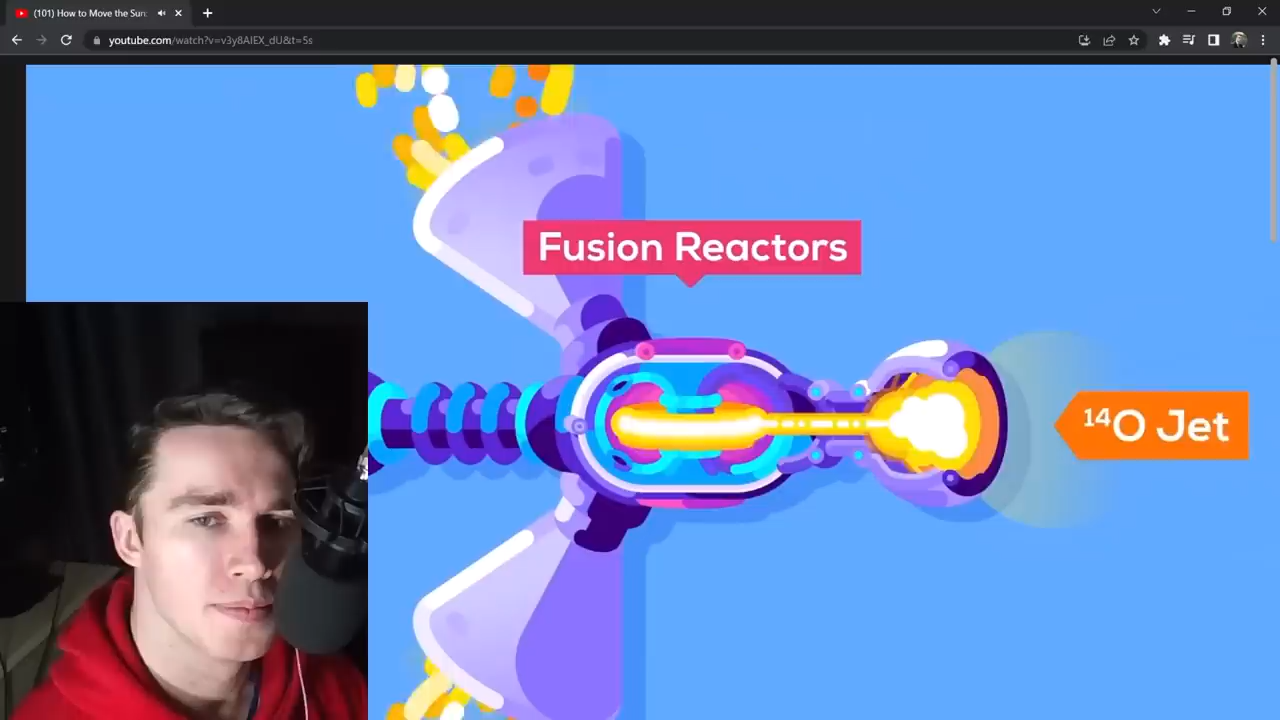 (101) How to Move the Sun:
youtube.com/watch?v=v3y8AIEX_dU&t=5s
Fusion Reactors
¹⁴O Jet